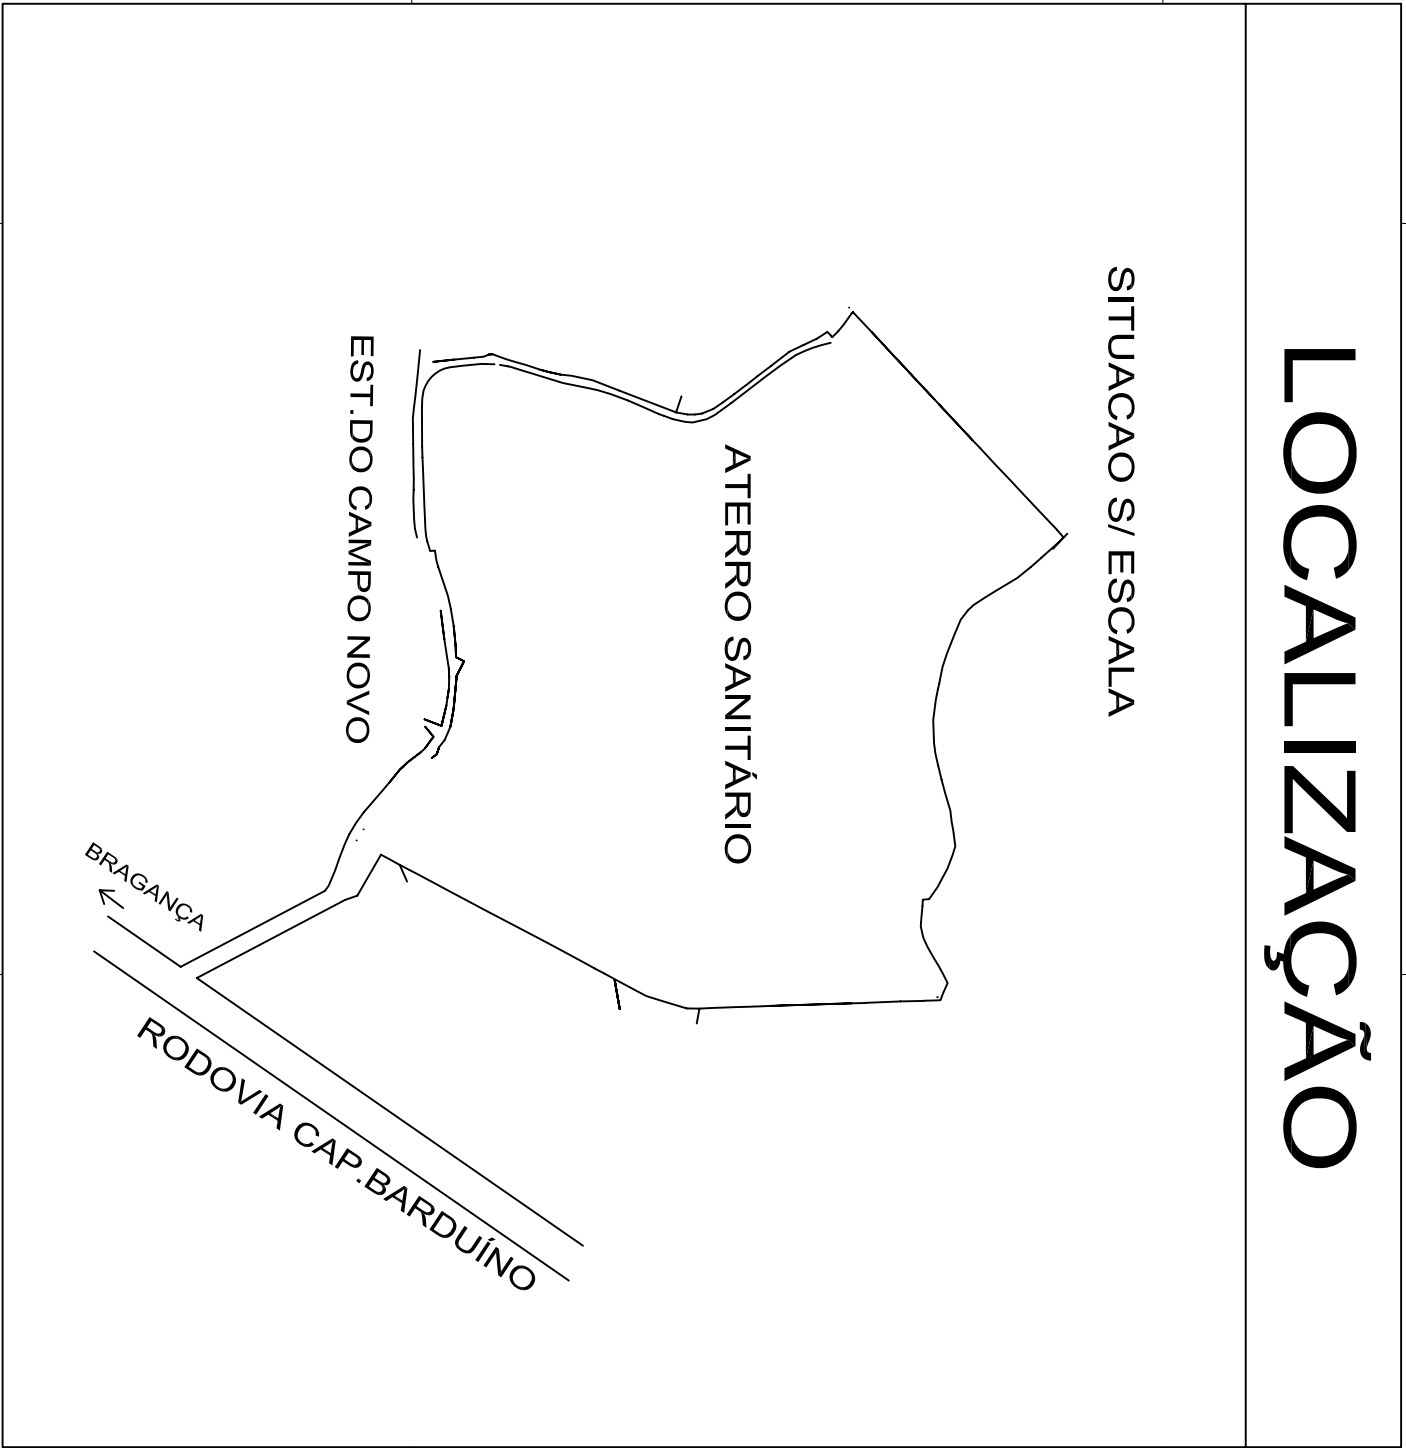 LOCALIZAÇÃO
SITUACAO S/ ESCALA
ATERRO SANITÁRIO
EST.DO CAMPO NOVO
BRAGANÇA
RODOVIA CAP.BARDUÍNO